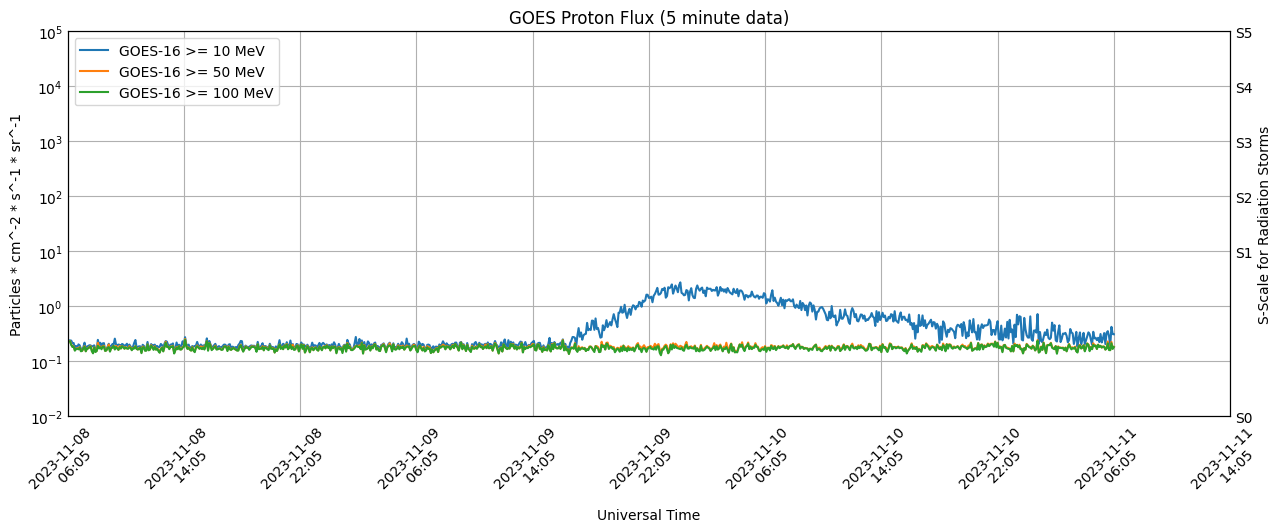 GOES Proton Flux (5 minute data)
GOES-16 >= 10 MeV
GOES-16 >= 50 MeV
GOES-16 >= 100 MeV
Particles * cm^-2 * s^-1 * sr^-1
10^5
10^4
10^3
10^2
10^1
10^0
10^-1
10^-2
S5
S4
S3
S2
S1
S0
S-Scale for Radiation Storms
2023-11-08
06:05
2023-11-08
14:05
2023-11-08
22:05
2023-11-09
06:05
2023-11-09
14:05
2023-11-09
22:05
2023-11-10
06:05
2023-11-10
14:05
2023-11-10
22:05
2023-11-11
06:05
2023-11-11
14:05
Universal Time